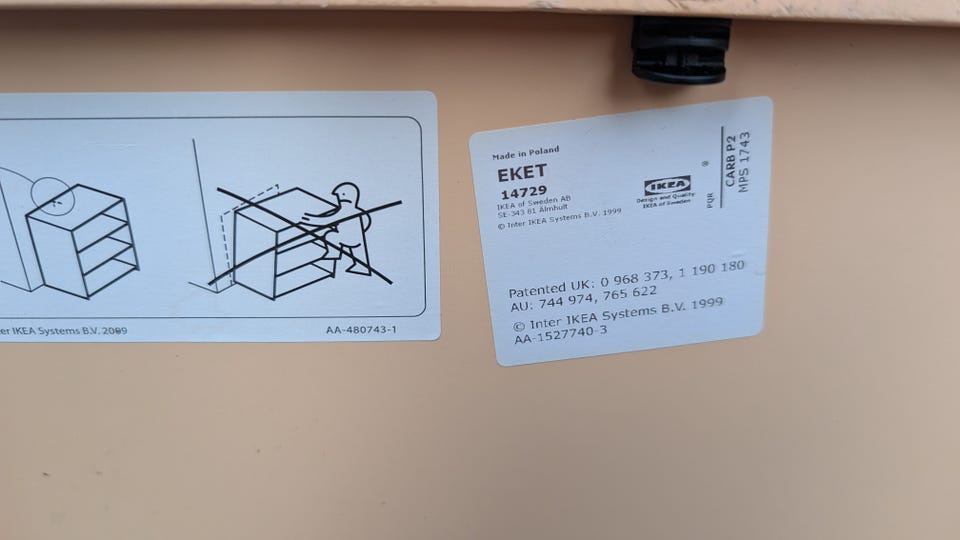 er IKEA Systems B.V. 2009
AA-480743-1
Made in Poland
EKET
14729
IKEA of Sweden AB
SE-343 81 Älmhult
© Inter IKEA Systems B.V. 1999
IKEA
®
Design and Quality
IKEA of Sweden
PQR
CARB P2
MPS 1743
Patented UK: 0 968 373, 1 190 180
AU: 744 974, 765 622
© Inter IKEA Systems B.V. 1999
AA-1527740-3